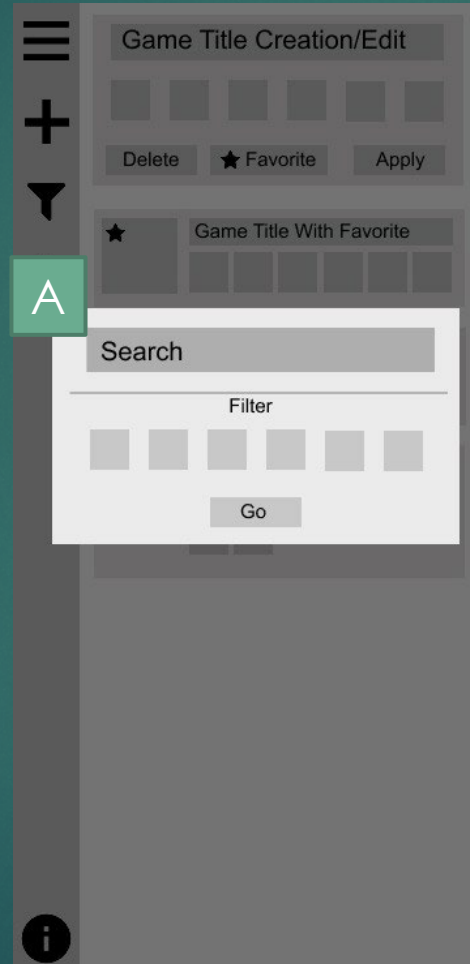 Game Title Creation/Edit
Delete
Favorite
Apply
Game Title With Favorite
A
Search
Filter
Go